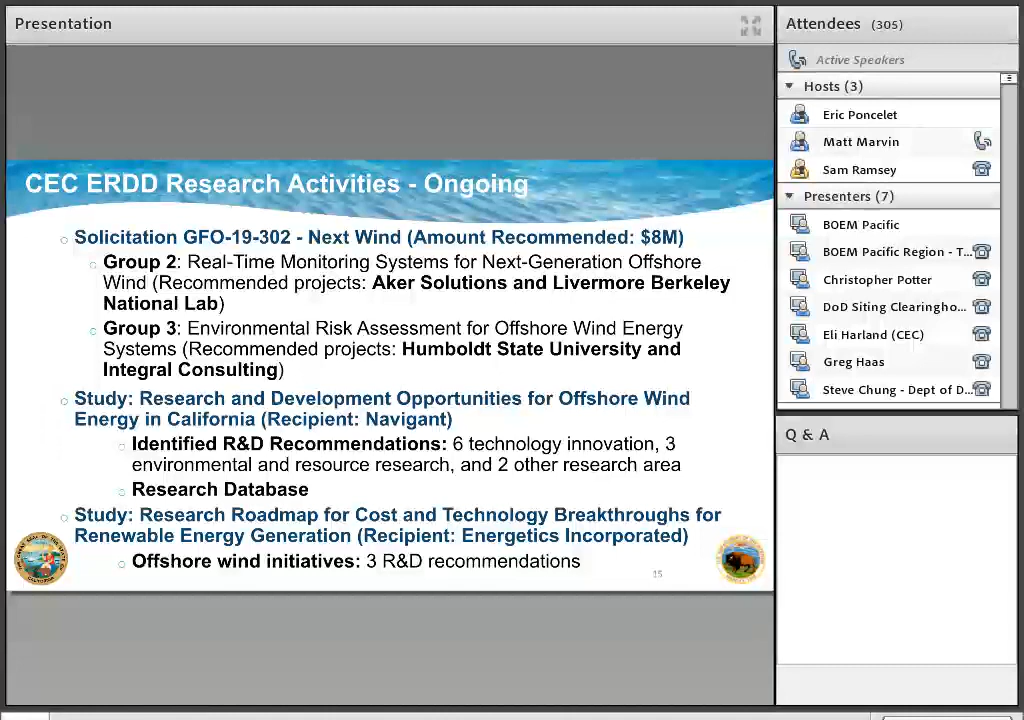 Presentation
CEC ERDD Research Activities - Ongoing
Solicitation GFO-19-302 - Next Wind (Amount Recommended: $8M)
Group 2: Real-Time Monitoring Systems for Next-Generation Offshore
Wind (Recommended projects: Aker Solutions and Livermore Berkeley
National Lab)
Group 3: Environmental Risk Assessment for Offshore Wind Energy
Systems (Recommended projects: Humboldt State University and
Integral Consulting)
Study: Research and Development Opportunities for Offshore Wind
Energy in California (Recipient: Navigant)
Identified R&D Recommendations: 6 technology innovation, 3
environmental and resource research, and 2 other research area
Research Database
Study: Research Roadmap for Cost and Technology Breakthroughs for
Renewable Energy Generation (Recipient: Energetics Incorporated)
Offshore wind initiatives: 3 R&D recommendations
15
Attendees (305)
Active Speakers
Hosts (3)
Eric Poncelet
Matt Marvin
Sam Ramsey
Presenters (7)
BOEM Pacific
BOEM Pacific Region - T...
Christopher Potter
DoD Siting Clearingho...
Eli Harland (CEC)
Greg Haas
Steve Chung - Dept of D...
Q & A